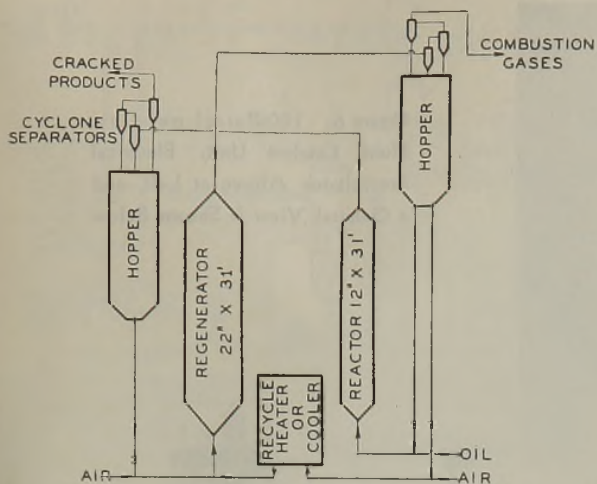 COMBUSTION
GASES
CRACKED
PRODUCTS
CYCLONE
SEPARATORS
HOPPER
HOPPER
REGENERATOR
22" X 31'
REACTOR 12" X 31'
RECYCLE
HEATER
OR
COOLER
OIL
AIR
AIR